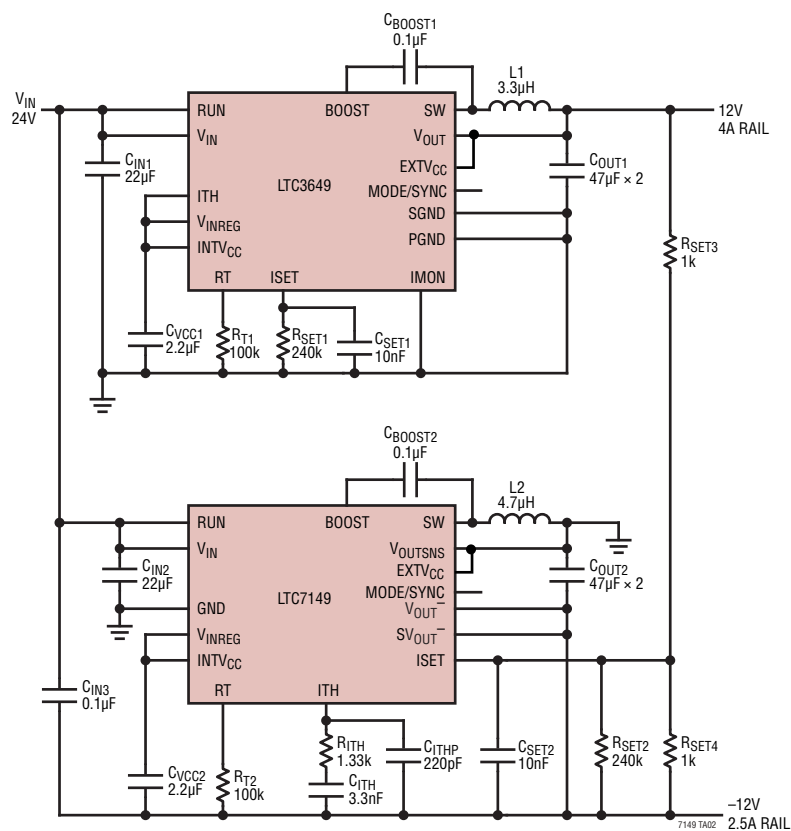 CBOOST1
0.1µF
L1
3.3µH
VIN
24V
RUN
BOOST
SW
12V
4A RAIL
VIN
VOUT
CIN1
22µF
EXTVCC
COUT1
47µF × 2
LTC3649
MODE/SYNC
ITH
SGND
VINREG
PGND
INTVCC
RSET3
1k
RT
ISET
IMON
CVCC1
2.2µF
RT1
100k
RSET1
240k
CSET1
10nF
CBOOST2
0.1µF
L2
4.7µH
RUN
BOOST
SW
VIN
VOUTSNS
CIN2
22µF
EXTVCC
COUT2
47µF × 2
LTC7149
MODE/SYNC
GND
VOUT–
VINREG
SVOUT–
INTVCC
ISET
CIN3
0.1µF
RT
ITH
RITH
1.33k
CITHP
220pF
CSET2
10nF
RSET2
240k
RSET4
1k
CVCC2
2.2µF
RT2
100k
CITH
3.3nF
–12V
2.5A RAIL
7149 TA02